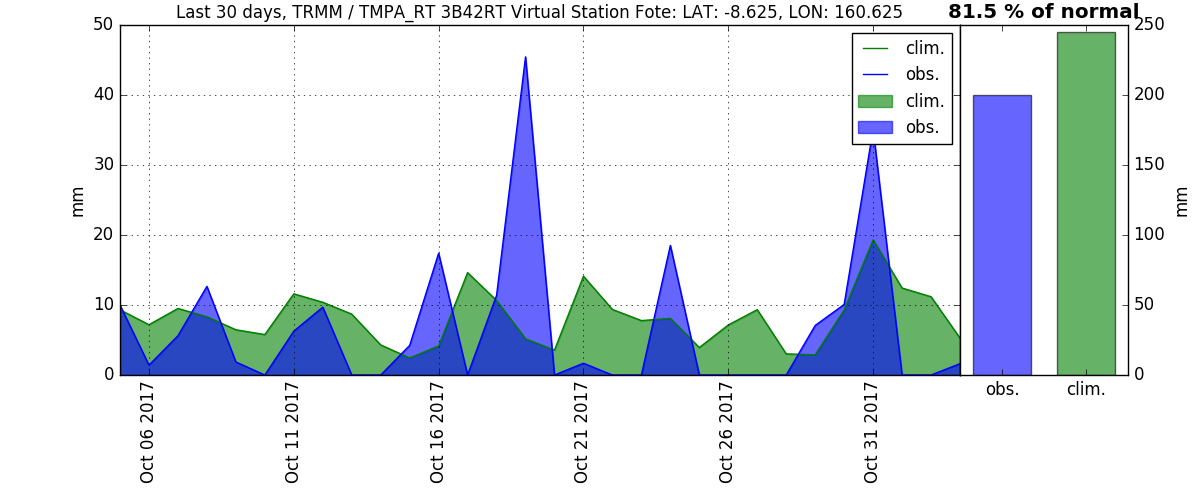 Last 30 days, TRMM / TMPA_RT 3B42RT Virtual Station Fote: LAT: -8.625, LON: 160.625
81.5 % of normal
50
40
30
20
10
0
mm
clim.
obs.
clim.
obs.
Oct 06 2017
Oct 11 2017
Oct 16 2017
Oct 21 2017
Oct 26 2017
Oct 31 2017
250
200
150
100
50
0
mm
obs.
clim.